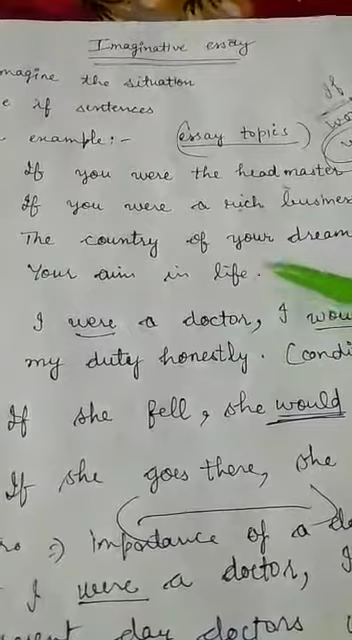 Imaginative essay
magine the situation
e if sentences
example:- (essay topics) If
If you were the headmaster
If you were a rich busines
The country of your dream
Your aim in life.
I were a doctor, I wou
my duty honestly. (condi
If she fell, she would
If she goes there, she
:) importance of a do
I were a doctor, I
day doctors